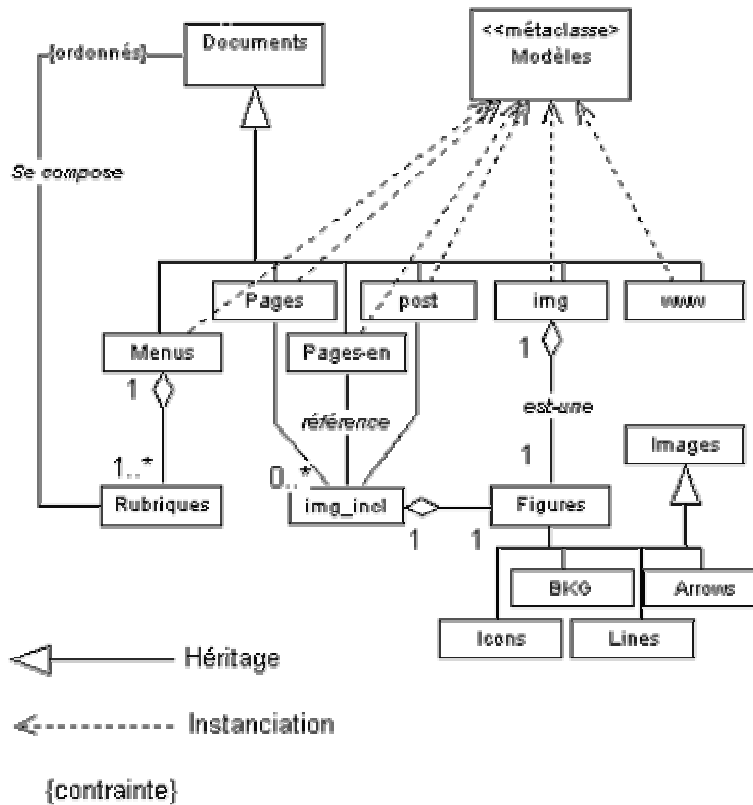 Documents
<<métaclasse>
Modèles
{ordonnés}
Se compose
Pages
post
img
www
Menus
Pages-en
1
1
référence
est-une
Images
1..*
0..*
1
Rubriques
img_incl
Figures
1
1
BKG
Arrows
Icons
Lines
Héritage
Instanciation
{contrainte}